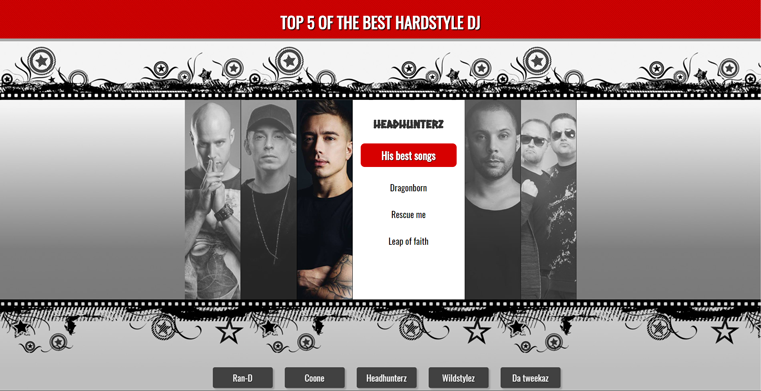 TOP 5 OF THE BEST HARDSTYLE DJ
HEADHUNTERZ
His best songs
Dragonborn
Rescue me
Leap of faith
Ran-D
Coone
Headhunterz
Wildstylez
Da tweekaz